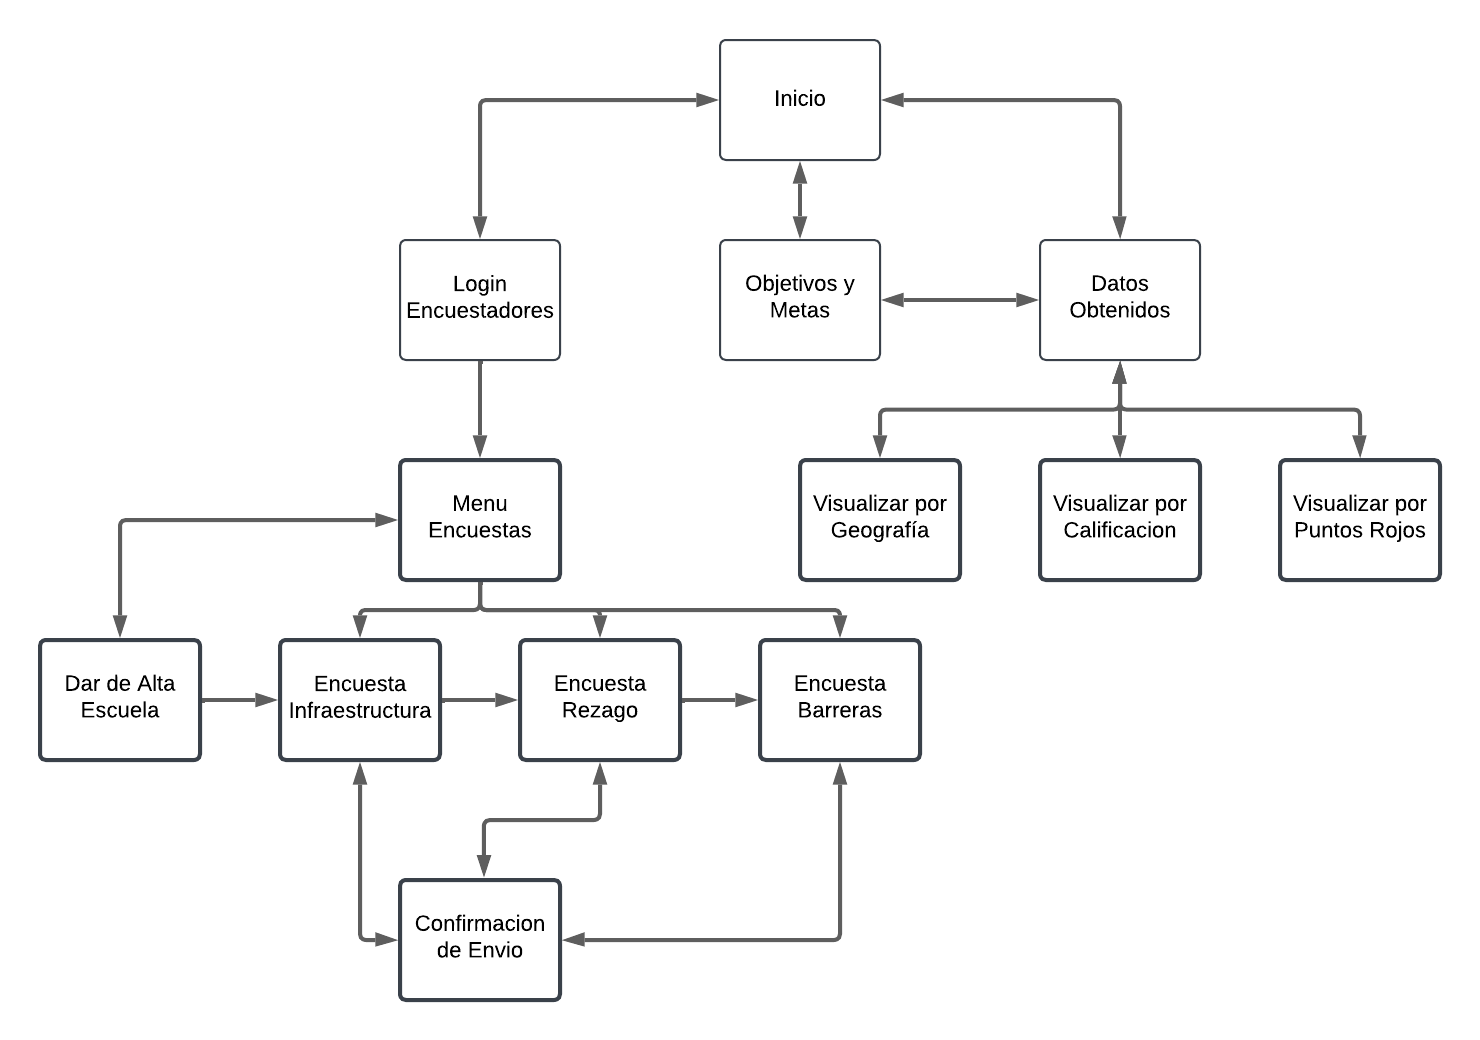 Inicio
Login
Encuestadores
Objetivos y
Metas
Datos
Obtenidos
Menu
Encuestas
Visualizar por
Geografía
Visualizar por
Calificacion
Visualizar por
Puntos Rojos
Dar de Alta
Escuela
Encuesta
Infraestructura
Encuesta
Rezago
Encuesta
Barreras
Confirmacion
de Envio